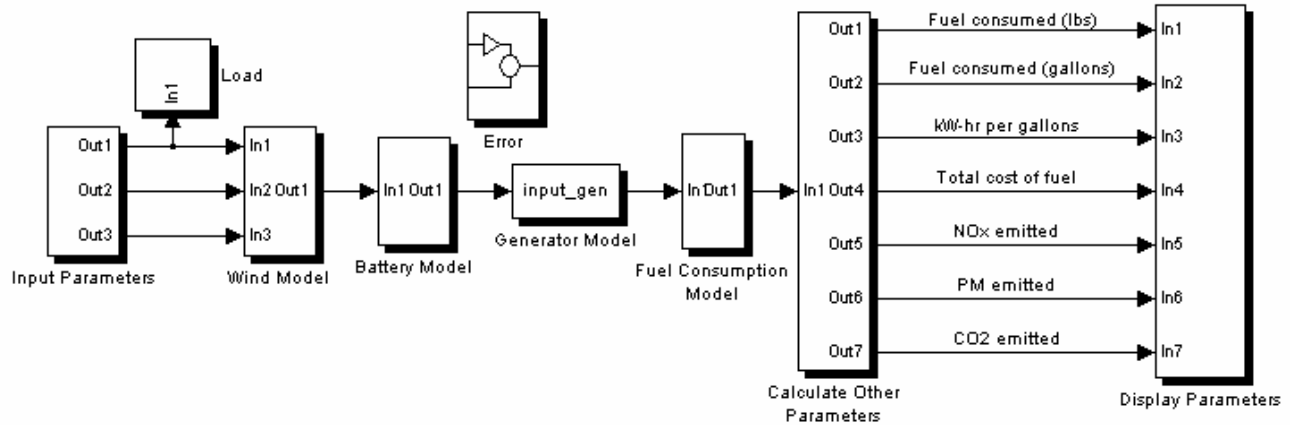 Load
In1
Out1
Out2
Out3
Input Parameters
In1
In2 Out1
In3
Wind Model
In1 Out1
Battery Model
Error
input_gen
Generator Model
In1Out1
Fuel Consumption
Model
In1 Out4
Out1
Out2
Out3
Out5
Out6
Out7
Calculate Other
Parameters
Fuel consumed (lbs)
Fuel consumed (gallons)
kW-hr per gallons
Total cost of fuel
NOx emitted
PM emitted
CO2 emitted
In1
In2
In3
In4
In5
In6
In7
Display Parameters